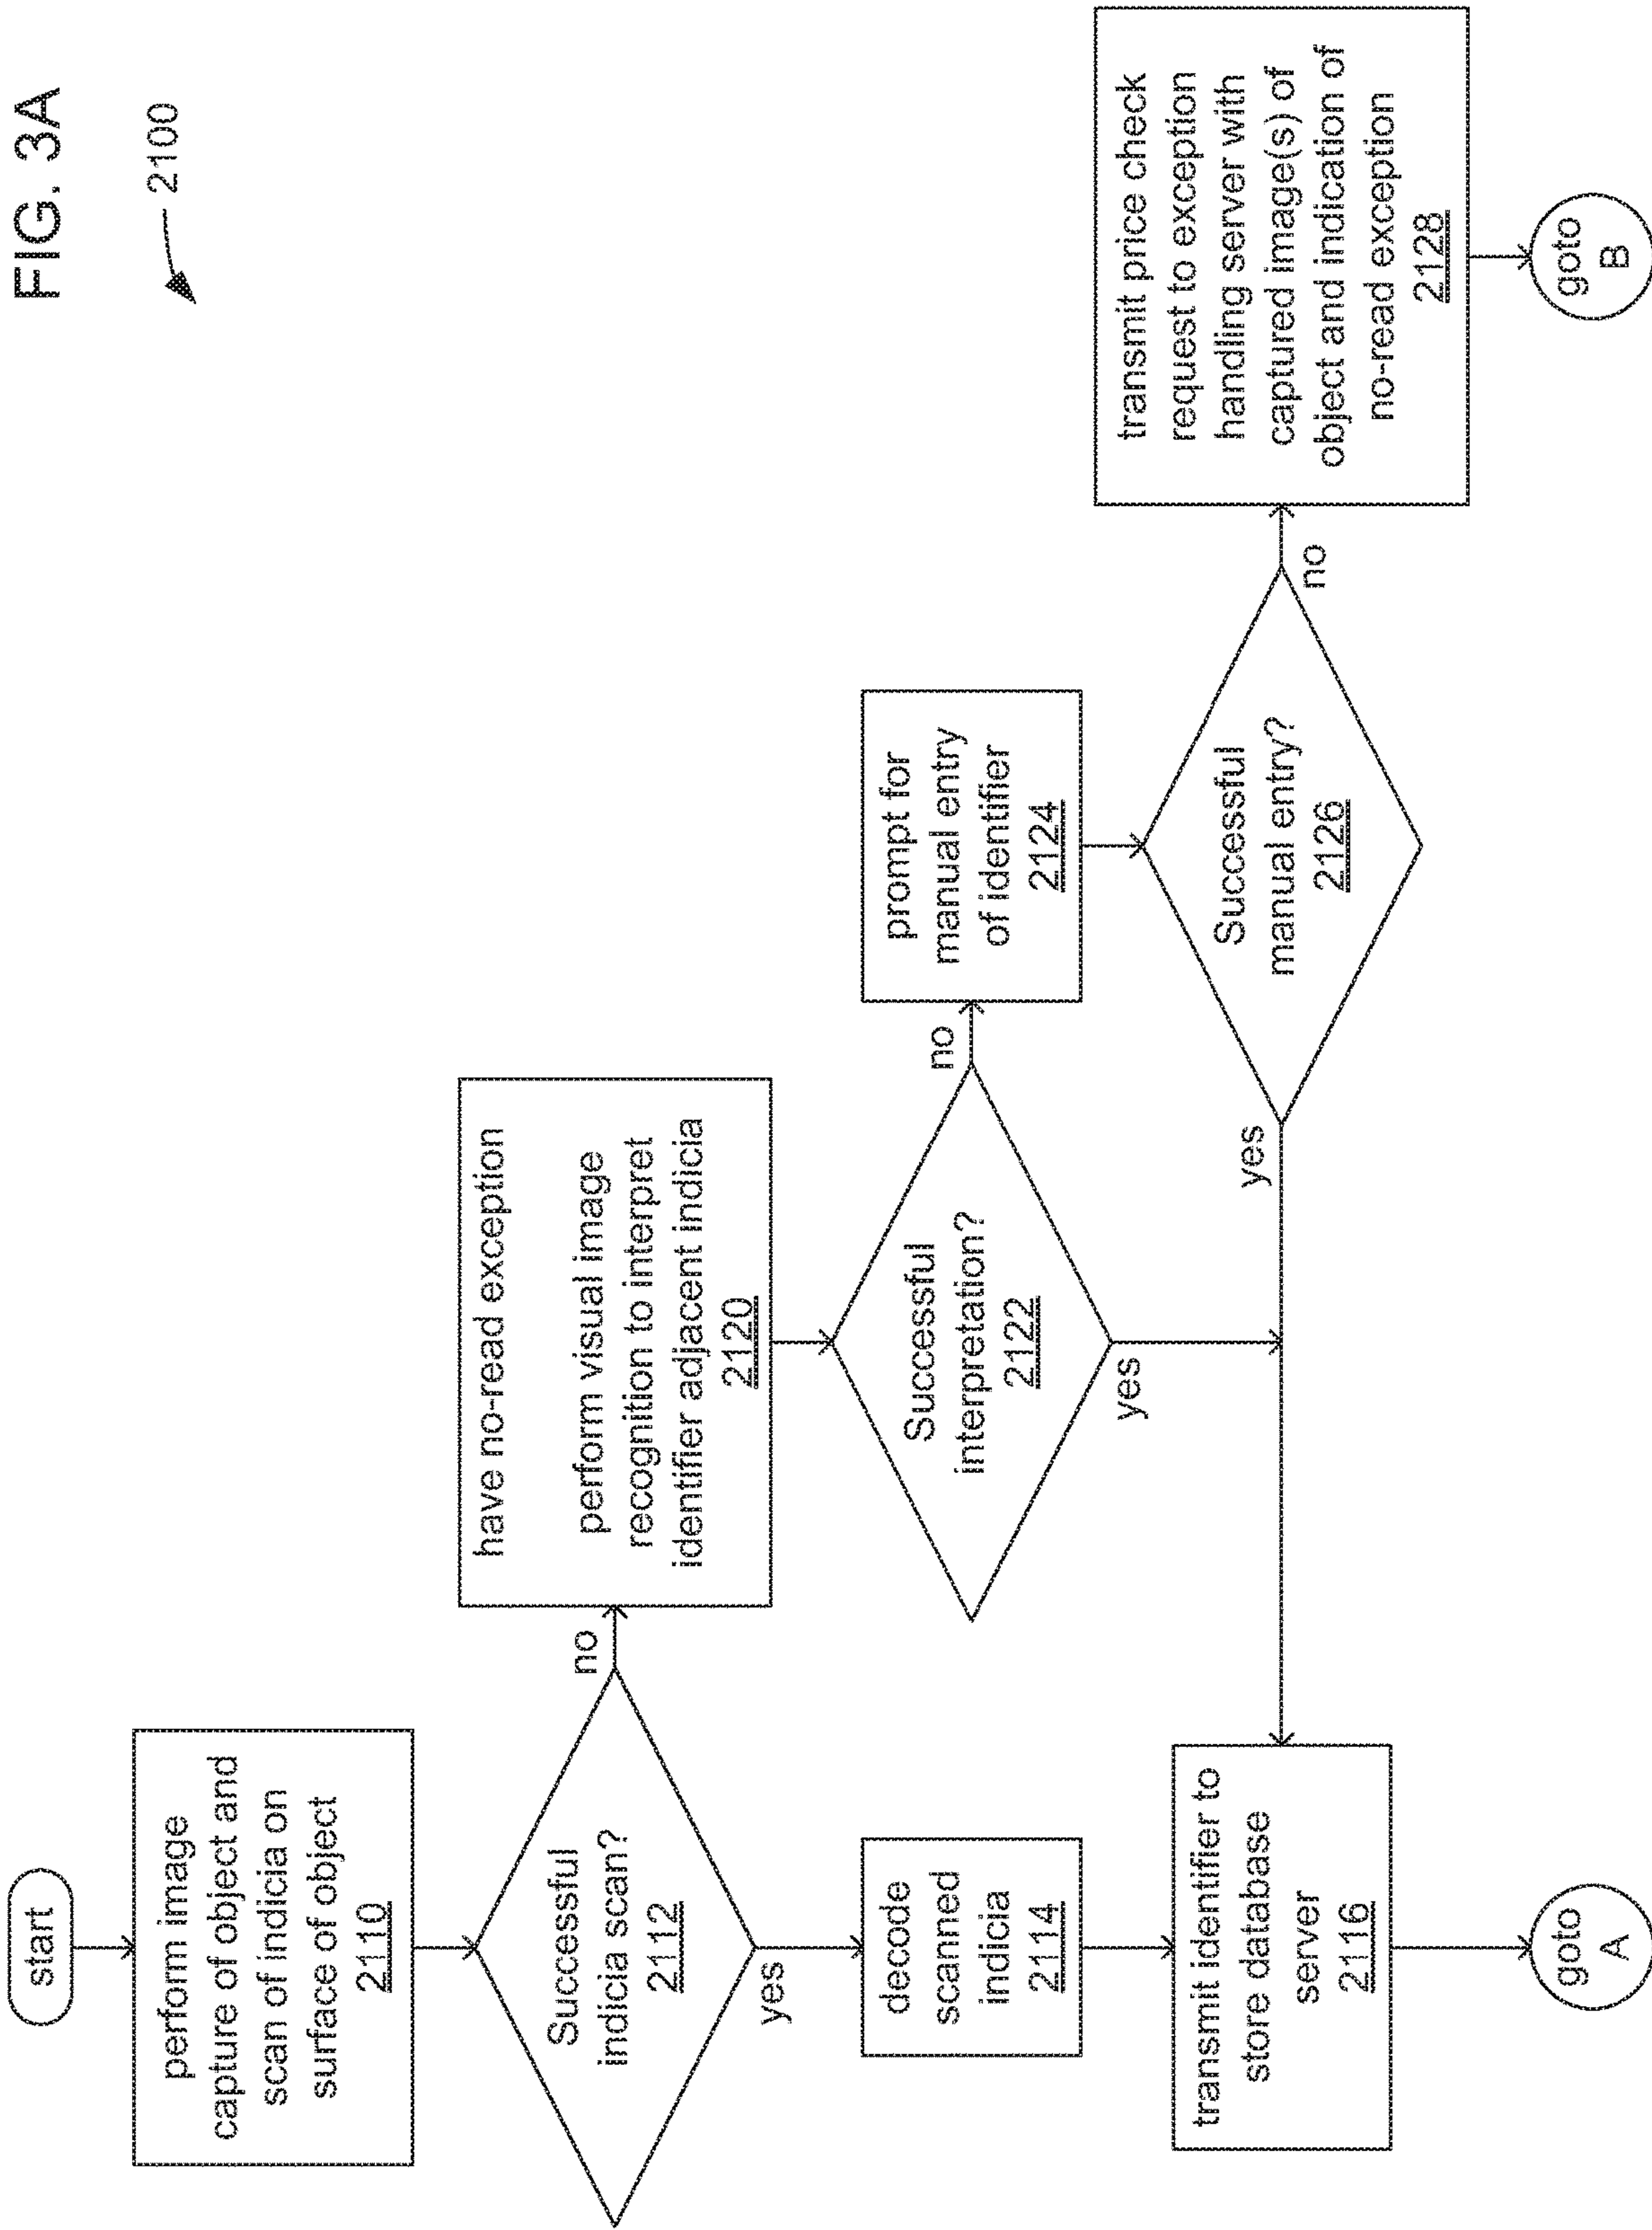 FIG. 3A
2100
start
perform image
capture of object and
scan of indicia on
surface of object
2110
Successful
indicia scan?
2112
no
yes
have no-read exception
perform visual image
recognition to interpret
identifier adjacent indicia
2120
decode
scanned
indicia
2114
Successful
interpretation?
2122
no
yes
prompt for
manual entry
of identifier
2124
transmit identifier to
store database
server
2116
Successful
manual entry?
2126
yes
no
transmit price check
request to exception
handling server with
captured image(s) of
object and indication of
no-read exception
2128
goto
A
goto
B